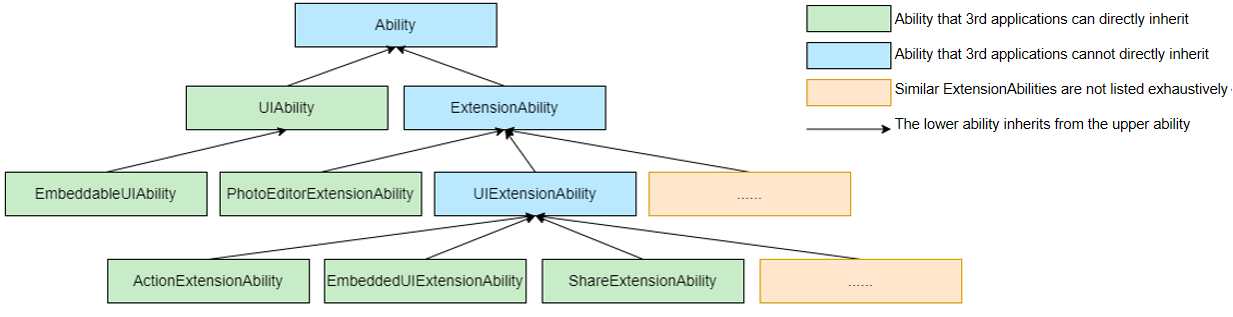 Ability
Ability that 3rd applications can directly inherit
Ability that 3rd applications cannot directly inherit
UIAbility
ExtensionAbility
Similar ExtensionAbilities are not listed exhaustively
The lower ability inherits from the upper ability
EmbeddableUIAbility
PhotoEditorExtensionAbility
UIExtensionAbility
......
ActionExtensionAbility
EmbeddedUIExtensionAbility
ShareExtensionAbility
......